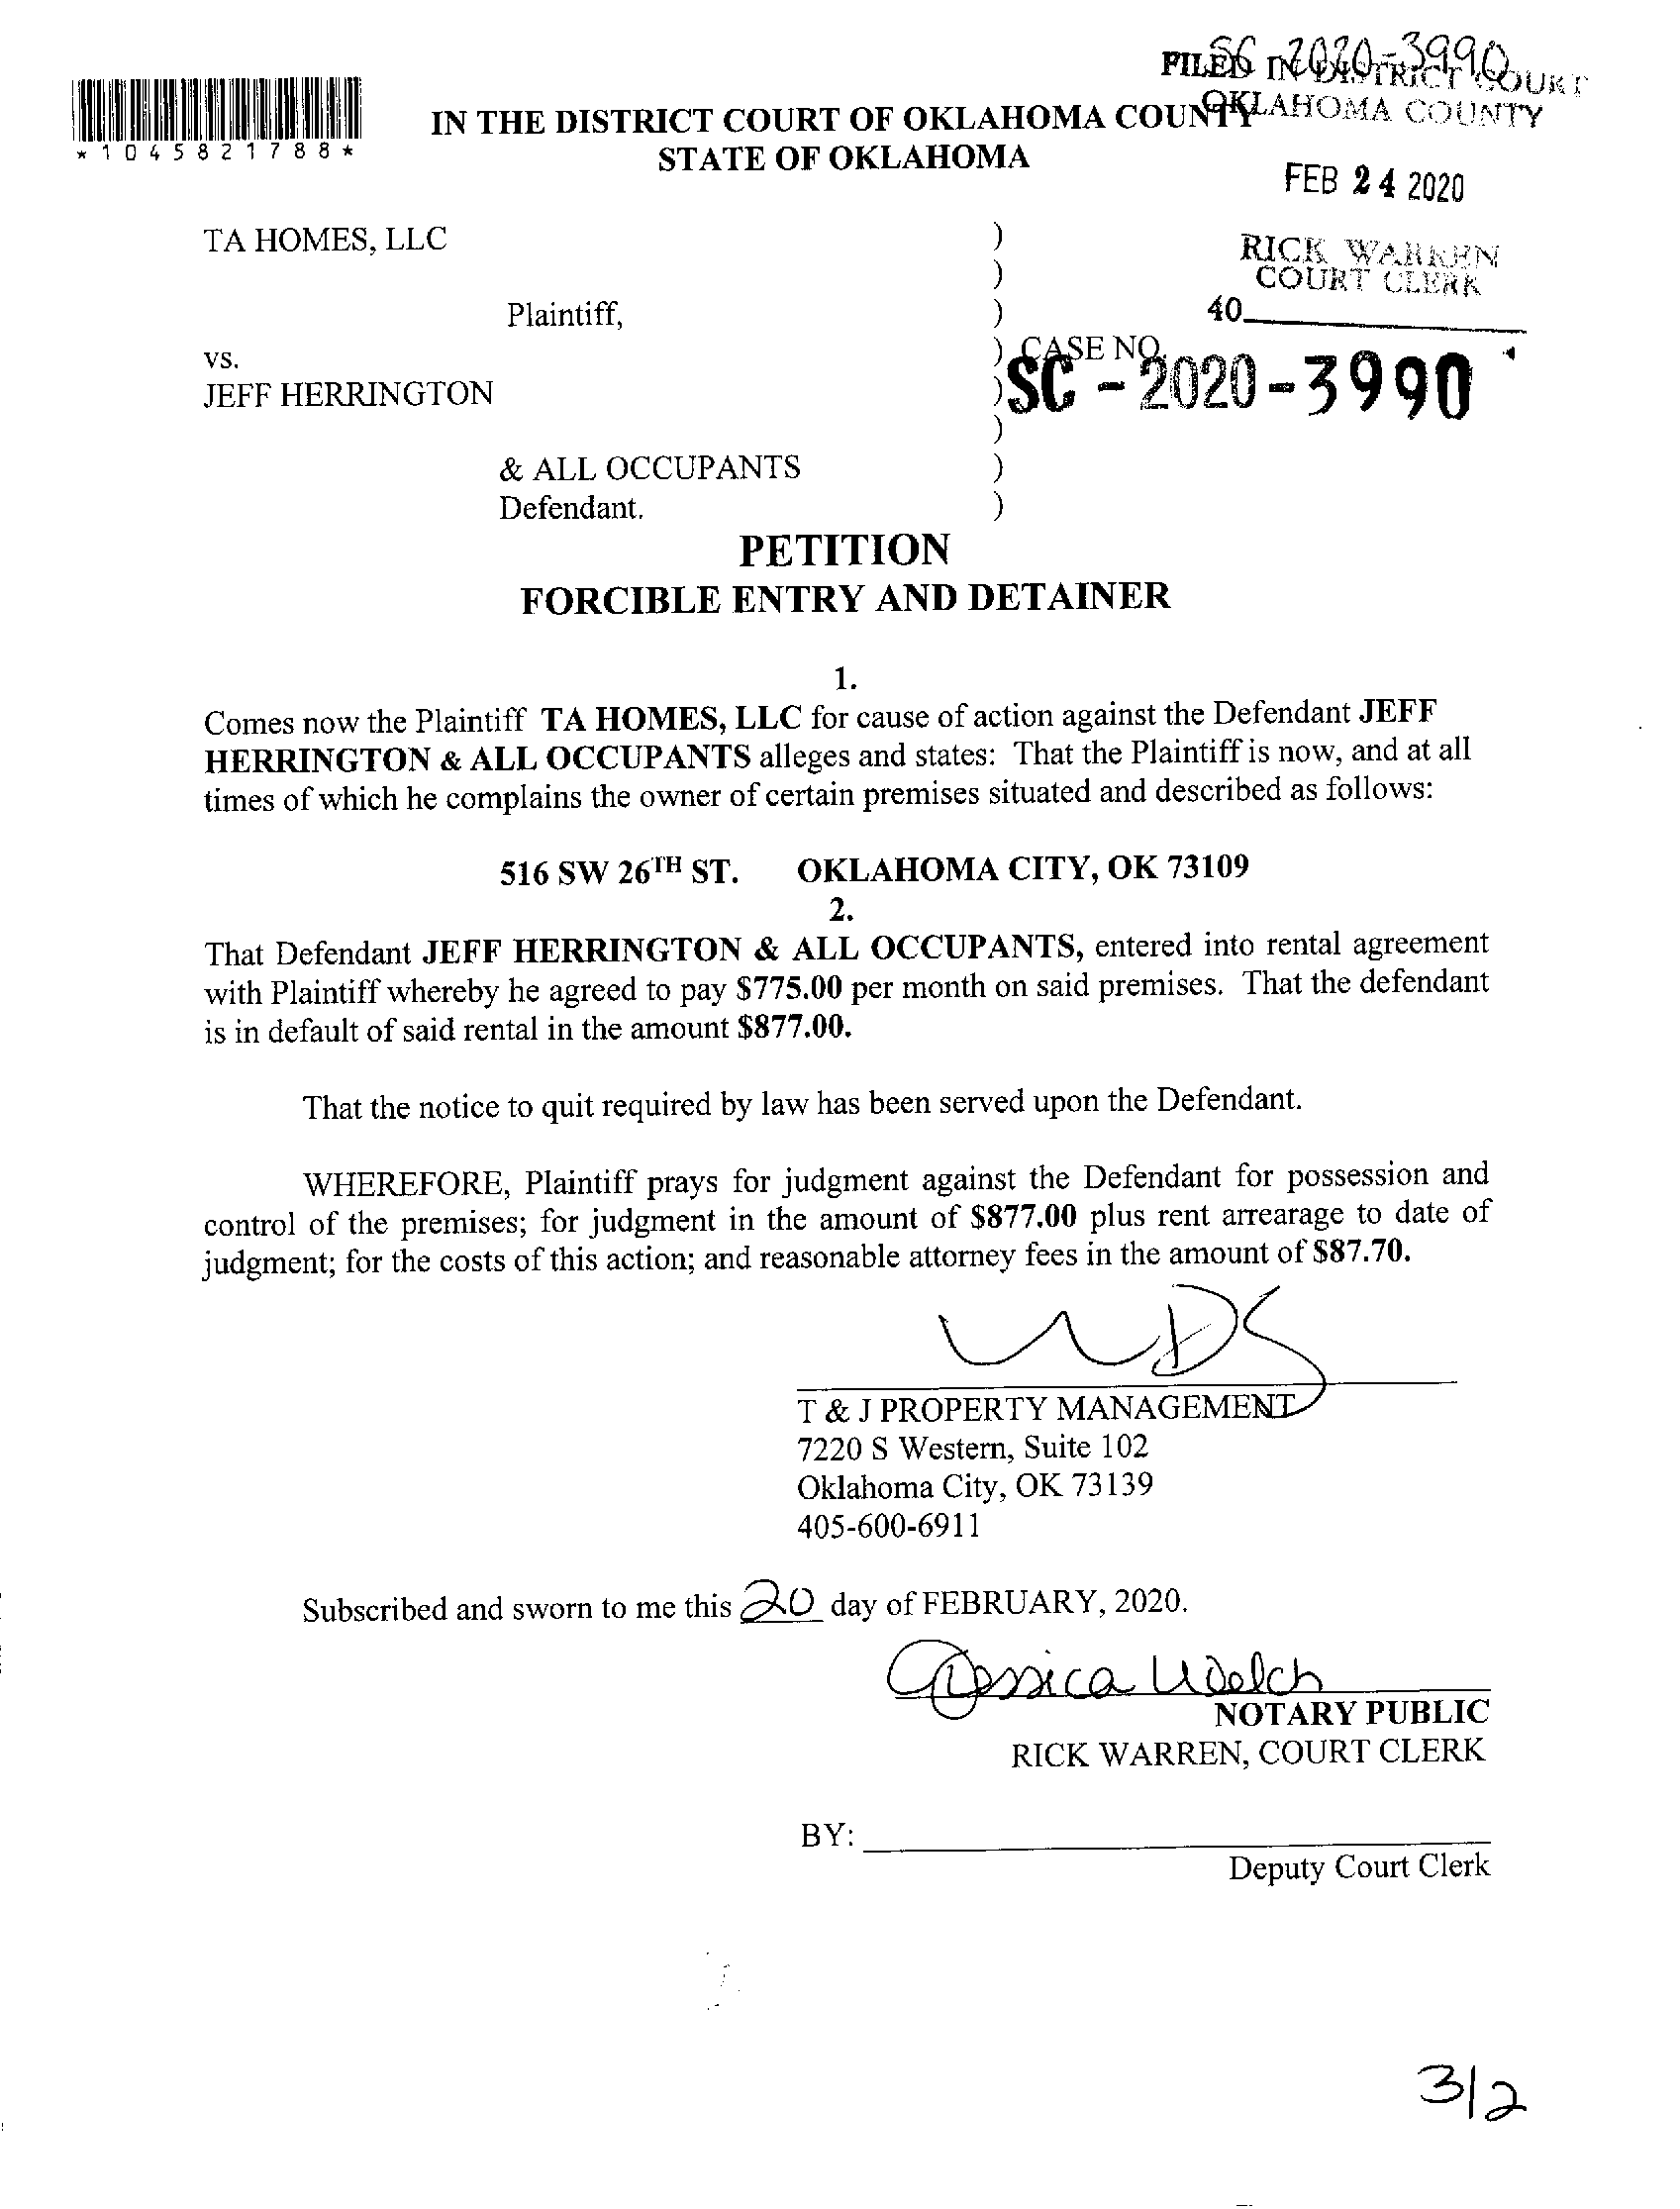 SC-2020-3990
FILED IN DISTRICT COURT
OKLAHOMA COUNTY
*1045821788*
IN THE DISTRICT COURT OF OKLAHOMA COUNTY
STATE OF OKLAHOMA
FEB 24 2020
TA HOMES, LLC )
)
RICK WARREN
COURT CLERK
Plaintiff, )
40
vs. ) CASE NO.
JEFF HERRINGTON ) SC-2020-3990
)
& ALL OCCUPANTS )
Defendant. )
PETITION
FORCIBLE ENTRY AND DETAINER
1.
Comes now the Plaintiff TA HOMES, LLC for cause of action against the Defendant JEFF
HERRINGTON & ALL OCCUPANTS alleges and states: That the Plaintiff is now, and at all
times of which he complains the owner of certain premises situated and described as follows:
516 SW 26TH ST. OKLAHOMA CITY, OK 73109
2.
That Defendant JEFF HERRINGTON & ALL OCCUPANTS, entered into rental agreement
with Plaintiff whereby he agreed to pay $775.00 per month on said premises. That the defendant
is in default of said rental in the amount $877.00.
That the notice to quit required by law has been served upon the Defendant.
WHEREFORE, Plaintiff prays for judgment against the Defendant for possession and
control of the premises; for judgment in the amount of $877.00 plus rent arrearage to date of
judgment; for the costs of this action; and reasonable attorney fees in the amount of $87.70.
T & J PROPERTY MANAGEMENT
7220 S Western, Suite 102
Oklahoma City, OK 73139
405-600-6911
Subscribed and sworn to me this 20 day of FEBRUARY, 2020.
Jessica Welch
NOTARY PUBLIC
RICK WARREN, COURT CLERK
BY:
Deputy Court Clerk
3/2